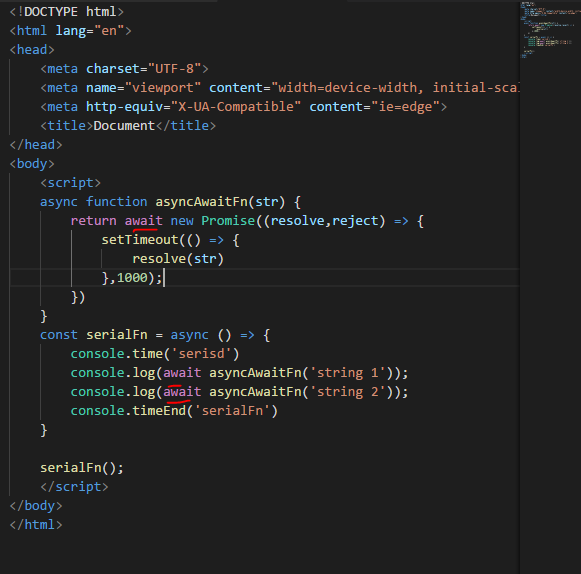 <!DOCTYPE html>
<html lang="en">
<head>
    <meta charset="UTF-8">
    <meta name="viewport" content="width=device-width, initial-scal
    <meta http-equiv="X-UA-Compatible" content="ie=edge">
    <title>Document</title>
</head>
<body>
    <script>
    async function asyncAwaitFn(str) {
        return await new Promise((resolve,reject) => {
            setTimeout(() => {
                resolve(str)
            },1000);
        })
    }
    const serialFn = async () => {
        console.time('serisd')
        console.log(await asyncAwaitFn('string 1'));
        console.log(await asyncAwaitFn('string 2'));
        console.timeEnd('serialFn')
    }

    serialFn();
    </script>
</body>
</html>